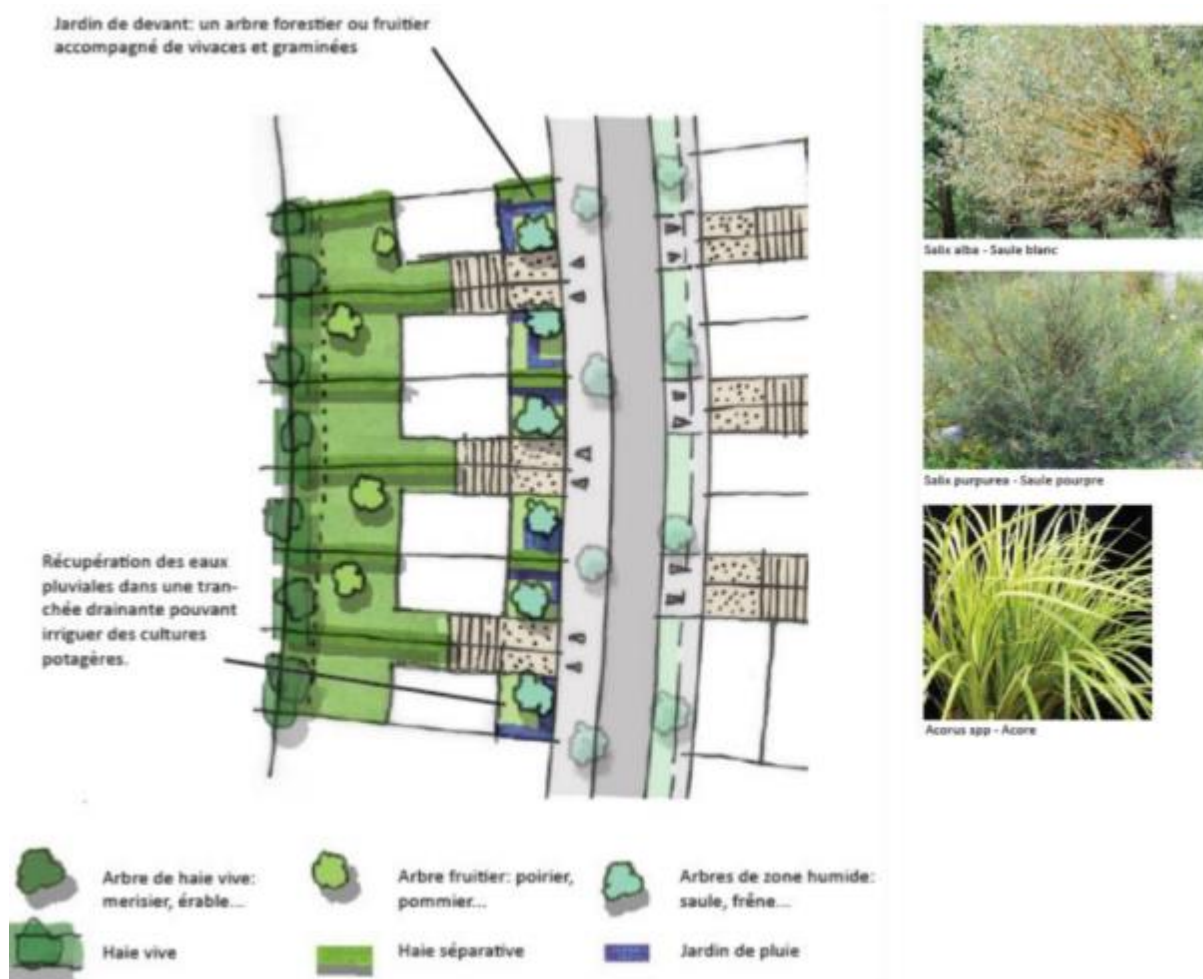 Jardin de devant: un arbre forestier ou fruitier
accompagné de vivaces et graminées
Salix alba - Saule blanc
Salix purpurea - Saule pourpre
Récupération des eaux
pluviales dans une tran-
chée drainante pouvant
irriguer des cultures
potagères.
Acorus spp - Acore
Arbre de haie vive:
merisier, érable...
Arbre fruitier: poirier,
pommier...
Arbres de zone humide:
saule, frêne...
Haie vive
Haie séparative
Jardin de pluie